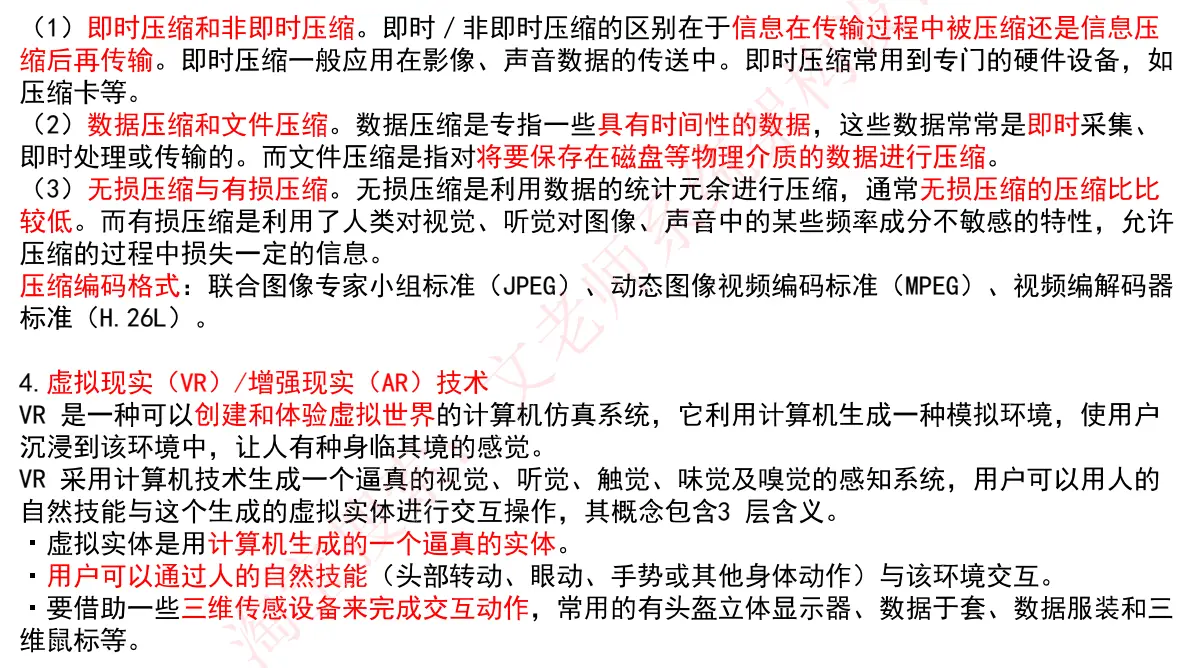 （1）即时压缩和非即时压缩。即时／非即时压缩的区别在于信息在传输过程中被压缩还是信息压
缩后再传输。即时压缩一般应用在影像、声音数据的传送中。即时压缩常用到专门的硬件设备，如
压缩卡等。
（2）数据压缩和文件压缩。数据压缩是专指一些具有时间性的数据，这些数据常常是即时采集、
即时处理或传输的。而文件压缩是指对将要保存在磁盘等物理介质的数据进行压缩。
（3）无损压缩与有损压缩。无损压缩是利用数据的统计元余进行压缩，通常无损压缩的压缩比比
较低。而有损压缩是利用了人类对视觉、听觉对图像、声音中的某些频率成分不敏感的特性，允许
压缩的过程中损失一定的信息。
压缩编码格式：联合图像专家小组标准（JPEG）、动态图像视频编码标准（MPEG）、视频编解码器
标准（H.26L）。
4.虚拟现实（VR）/增强现实（AR）技术
VR 是一种可以创建和体验虚拟世界的计算机仿真系统，它利用计算机生成一种模拟环境，使用户
沉浸到该环境中，让人有种身临其境的感觉。
VR 采用计算机技术生成一个逼真的视觉、听觉、触觉、味觉及嗅觉的感知系统，用户可以用人的
自然技能与这个生成的虚拟实体进行交互操作，其概念包含3 层含义。
·虚拟实体是用计算机生成的一个逼真的实体。
·用户可以通过人的自然技能（头部转动、眼动、手势或其他身体动作）与该环境交互。
·要借助一些三维传感设备来完成交互动作，常用的有头盔立体显示器、数据于套、数据服装和三
维鼠标等。